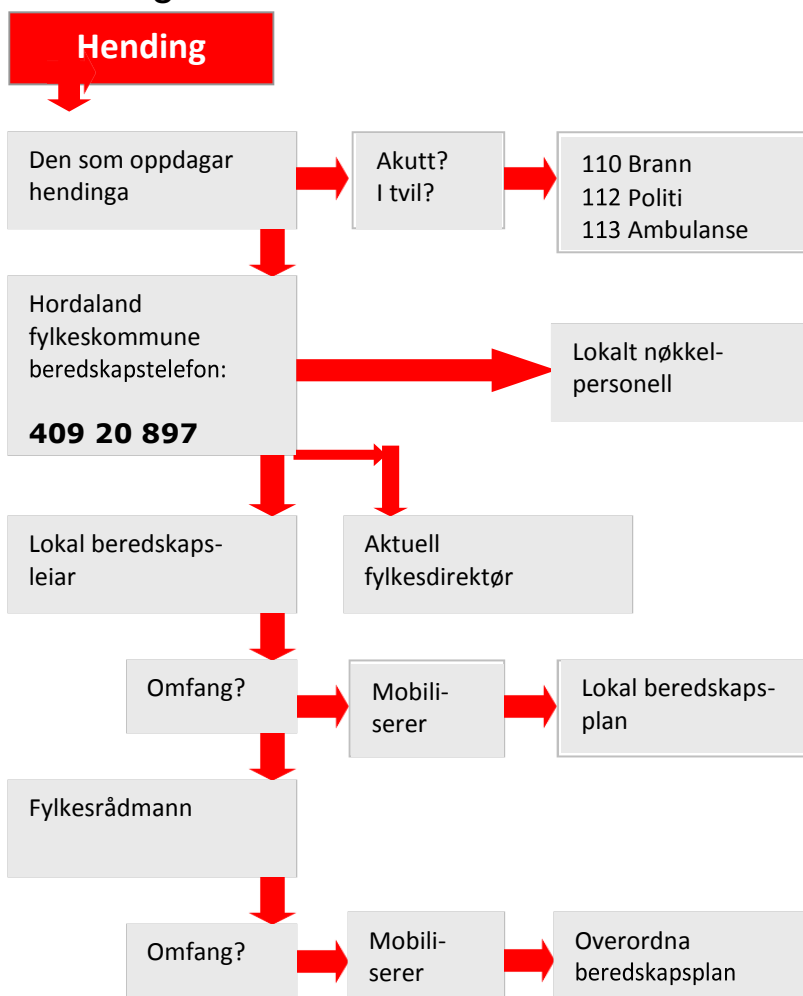 Hending
Den som oppdagar
hendinga
Akutt?
I tvil?
110 Brann
112 Politi
113 Ambulanse
Hordaland
fylkeskommune
beredskapstelefon:
409 20 897
Lokalt nøkkel-
personell
Lokal beredskaps-
leiar
Aktuell
fylkesdirektør
Omfang?
Mobili-
serer
Lokal beredskaps-
plan
Fylkesrådmann
Omfang?
Mobili-
serer
Overordna
beredskapsplan